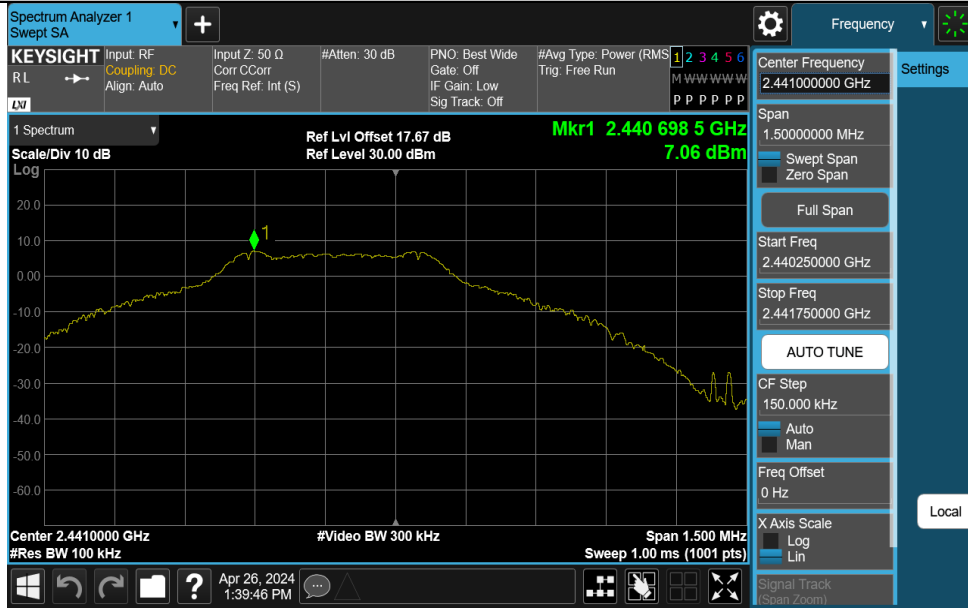 Spectrum Analyzer 1
Swept SA
+
Frequency
KEYSIGHT
R L
LXI
Input: RF
Coupling: DC
Align: Auto
Input Z: 50 Ω
Corr CCorr
Freq Ref: Int (S)
#Atten: 30 dB
PNO: Best Wide
Gate: Off
IF Gain: Low
Sig Track: Off
#Avg Type: Power (RMS
Trig: Free Run
1 2 3 4 5 6
M W W W W W
P P P P P P
1 Spectrum
Scale/Div 10 dB
Log
Ref Lvl Offset 17.67 dB
Ref Level 30.00 dBm
Mkr1 2.440 698 5 GHz
7.06 dBm
1
20.0
10.0
0.00
-10.0
-20.0
-30.0
-40.0
-50.0
-60.0
Center 2.4410000 GHz
#Res BW 100 kHz
#Video BW 300 kHz
Span 1.500 MHz
Sweep 1.00 ms (1001 pts)
Center Frequency
2.441000000 GHz
Span
1.50000000 MHz
Swept Span
Zero Span
Full Span
Start Freq
2.440250000 GHz
Stop Freq
2.441750000 GHz
AUTO TUNE
CF Step
150.000 kHz
Auto
Man
Freq Offset
0 Hz
X Axis Scale
Log
Lin
Signal Track
(Span Zoom)
Settings
Local
?
Apr 26, 2024
1:39:46 PM